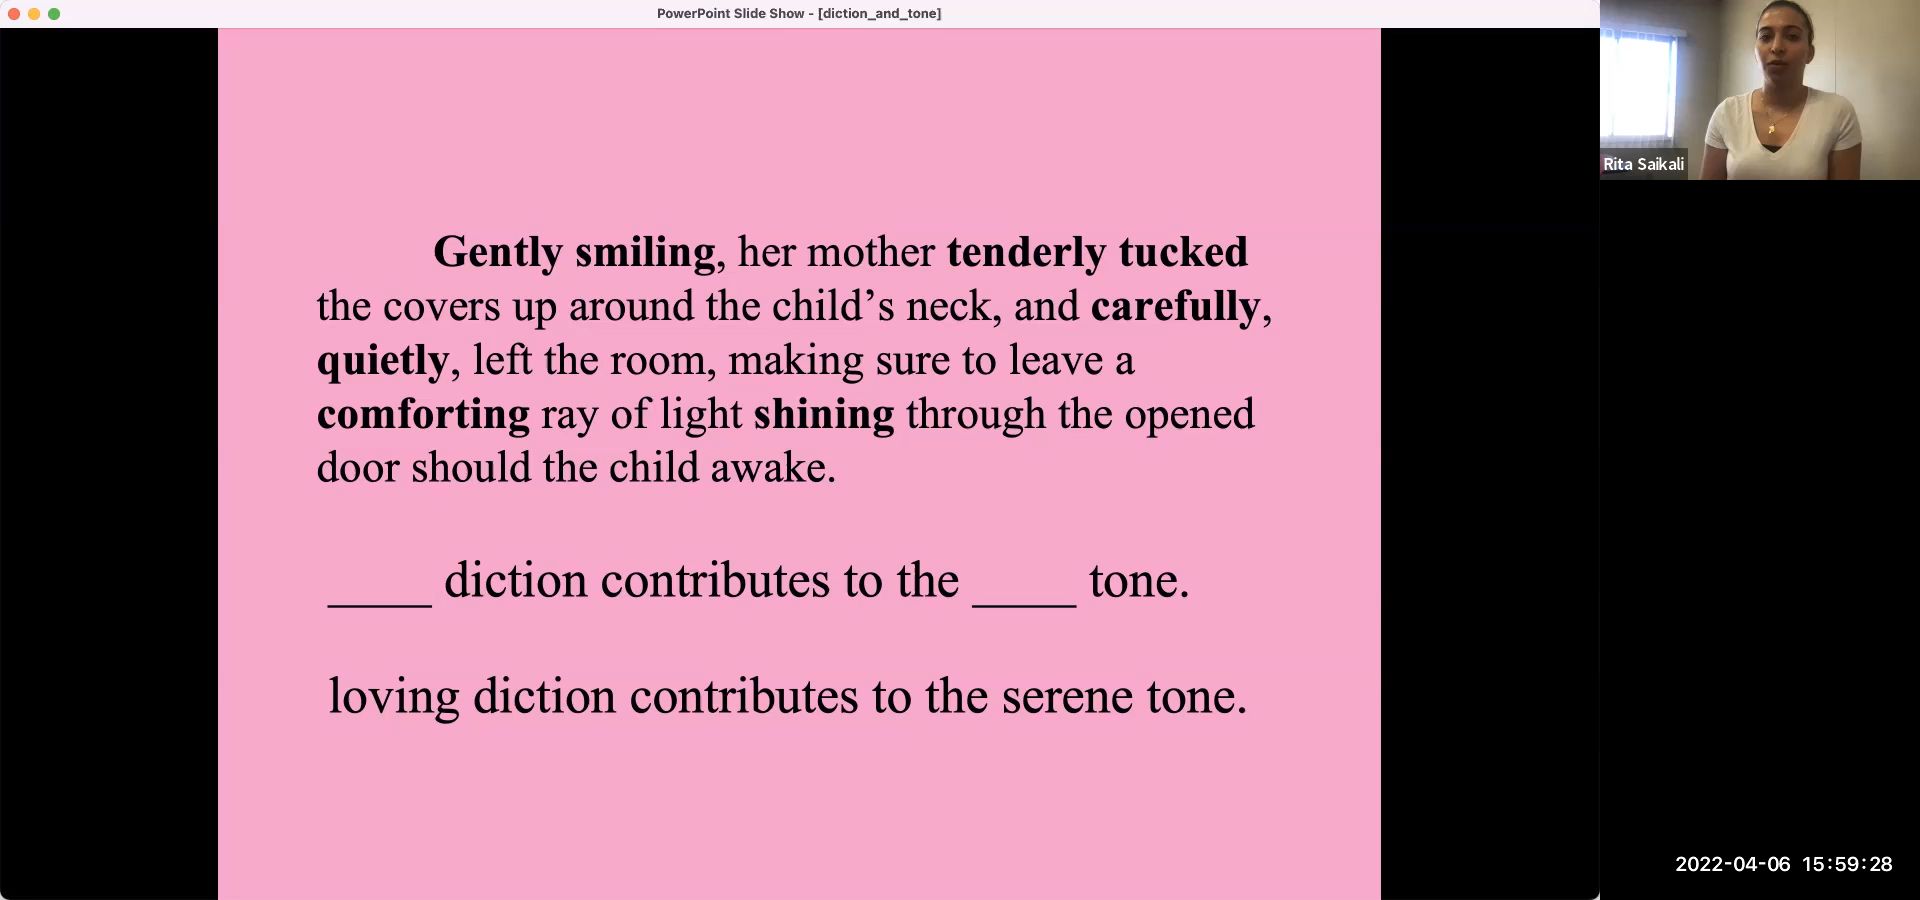 PowerPoint Slide Show - [diction_and_tone]
Gently smiling, her mother tenderly tucked
the covers up around the child’s neck, and carefully,
quietly, left the room, making sure to leave a
comforting ray of light shining through the opened
door should the child awake.
____ diction contributes to the ____ tone.
loving diction contributes to the serene tone.
Rita Saikali
2022-04-06 15:59:28